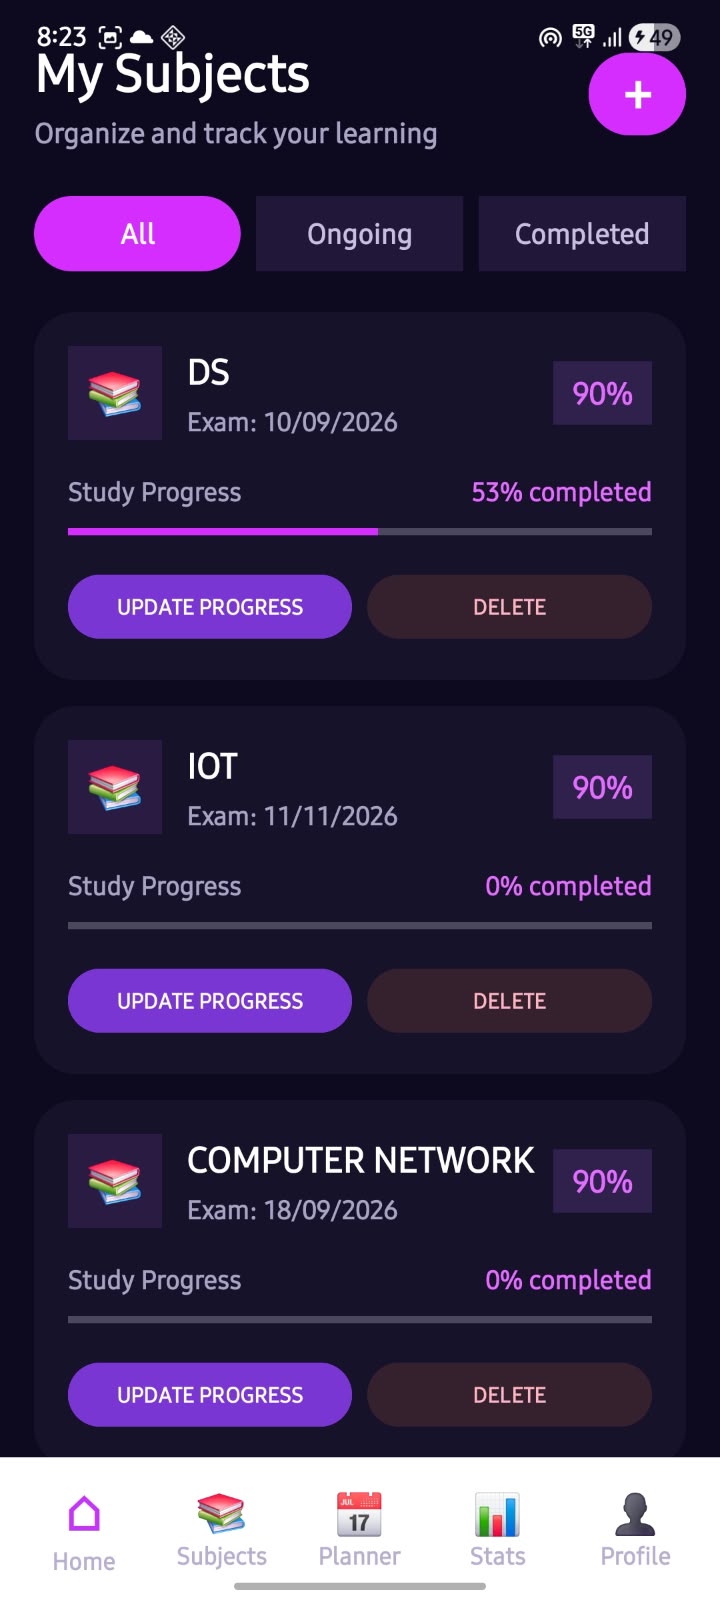 8:23 5G 49
My Subjects
+
Organize and track your learning
All Ongoing Completed
DS
90%
Exam: 10/09/2026
Study Progress 53% completed
UPDATE PROGRESS DELETE
IOT
90%
Exam: 11/11/2026
Study Progress 0% completed
UPDATE PROGRESS DELETE
COMPUTER NETWORK
90%
Exam: 18/09/2026
Study Progress 0% completed
UPDATE PROGRESS DELETE
JUL
17
Home Subjects Planner Stats Profile